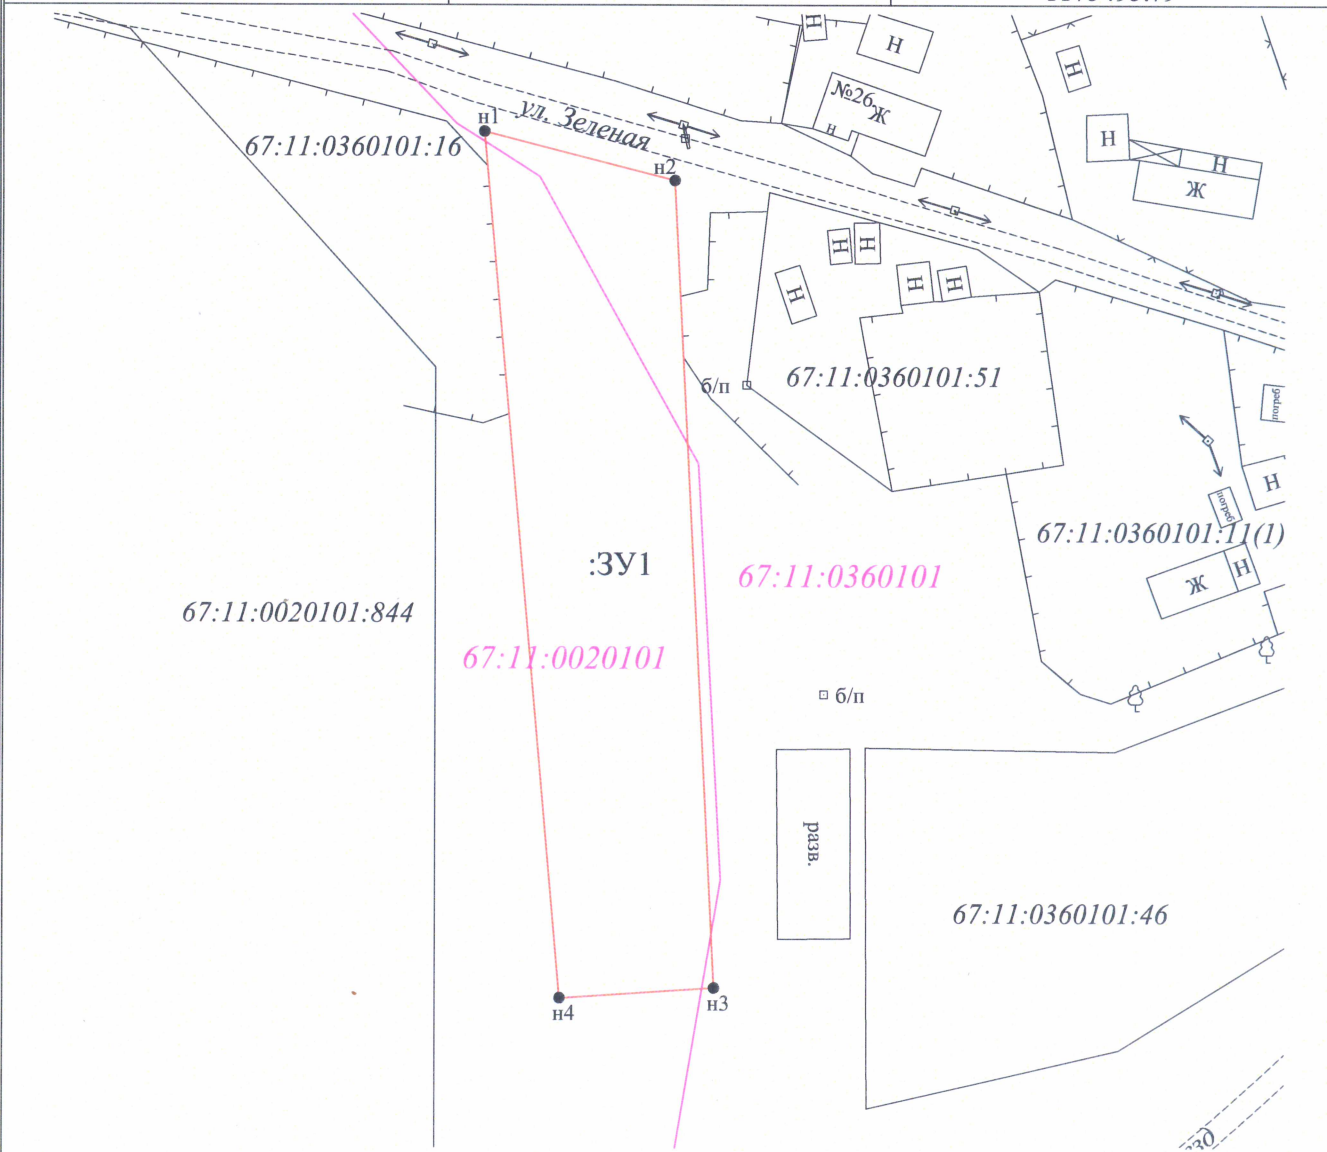 Н
Н
Н
№26
Ж
н
ул. Зеленая
н1
67:11:0360101:16
н2
Н
Н
Ж
Н
Н
Н
Н
Н
б/п
67:11:0360101:51
погреб
Н
погреб
67:11:0360101:11(1)
:ЗУ1
67:11:0360101
Ж
Н
67:11:0020101:844
67:11:0020101
б/п
разв.
67:11:0360101:46
н3
н4